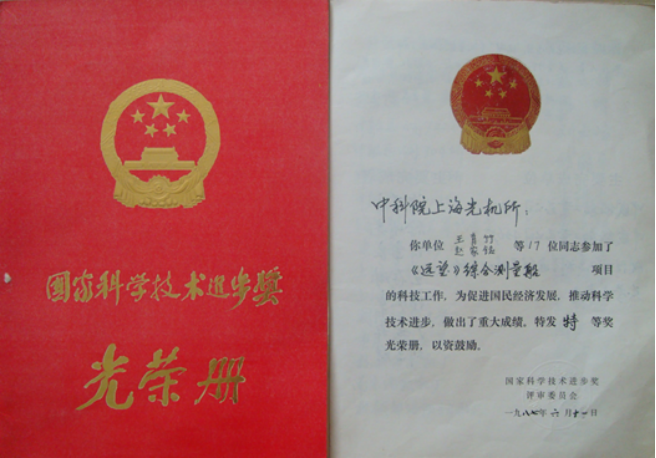 国家科学技术进步奖
光荣册
中科院上海光机所：
你单位 王育竹 等17位同志参加了
赵家铭
《远望》综合测量船 项目
的科技工作，为促进国民经济发展，推动科学
技术进步，做出了重大成绩，特发 特 等奖
光荣册，以资鼓励。
国家科学技术进步奖
评审委员会
一九八七年六月 日